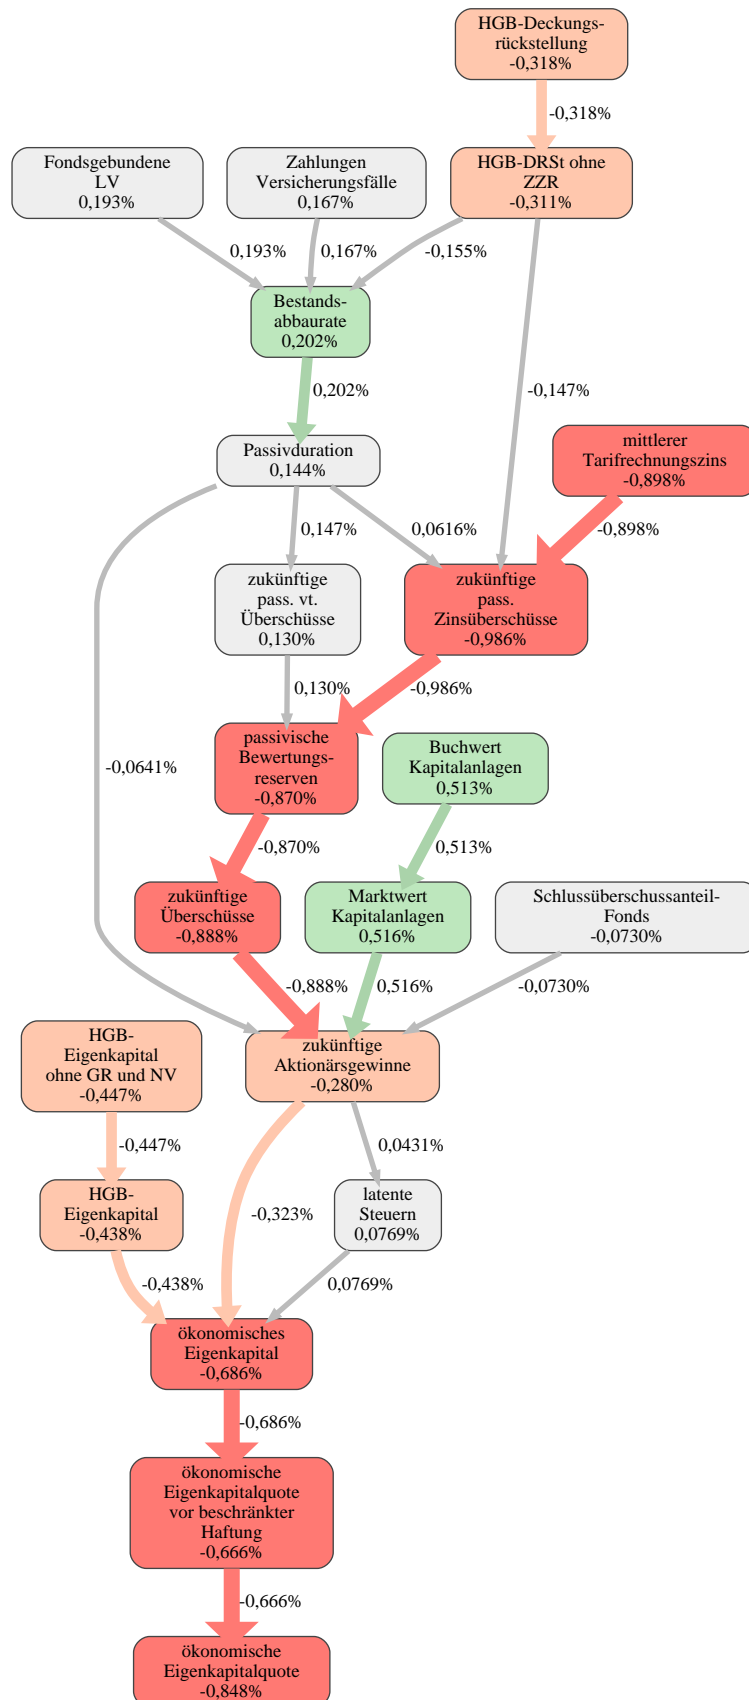 HGB-Deckungs-
rückstellung
-0,318%
-0,318%
Fondsgebundene
LV
0,193%
Zahlungen
Versicherungsfälle
0,167%
HGB-DRSt ohne
ZZR
-0,311%
0,193%
0,167%
-0,155%
Bestands-
abbaurate
0,202%
0,202%
-0,147%
Passivduration
0,144%
mittlerer
Tarifrechnungszins
-0,898%
0,147%
0,0616%
-0,898%
zukünftige
pass. vt.
Überschüsse
0,130%
zukünftige
pass.
Zinsüberschüsse
-0,986%
0,130%
-0,986%
-0,0641%
passivische
Bewertungs-
reserven
-0,870%
Buchwert
Kapitalanlagen
0,513%
-0,870%
0,513%
zukünftige
Überschüsse
-0,888%
Marktwert
Kapitalanlagen
0,516%
Schlussüberschussanteil-
Fonds
-0,0730%
-0,888%
0,516%
-0,0730%
HGB-
Eigenkapital
ohne GR und NV
-0,447%
zukünftige
Aktionärsgewinne
-0,280%
-0,447%
0,0431%
HGB-
Eigenkapital
-0,438%
-0,323%
latente
Steuern
0,0769%
-0,438%
0,0769%
ökonomisches
Eigenkapital
-0,686%
-0,686%
ökonomische
Eigenkapitalquote
vor beschränkter
Haftung
-0,666%
-0,666%
ökonomische
Eigenkapitalquote
-0,848%